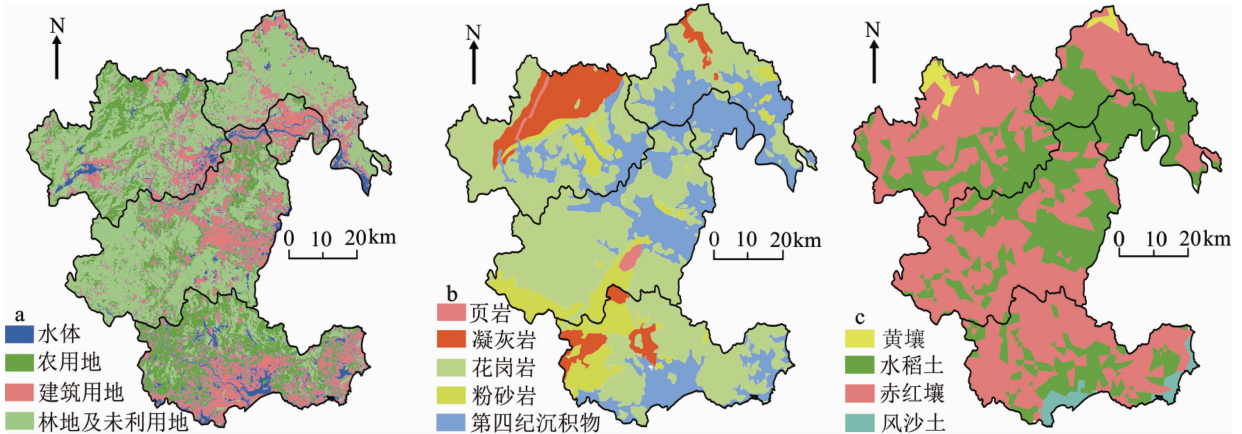 N
0 10 20km
a
水体
农用地
建筑用地
林地及未利用地
N
0 10 20km
b
页岩
凝灰岩
花岗岩
粉砂岩
第四纪沉积物
N
0 10 20km
c
黄壤
水稻土
赤红壤
风沙土